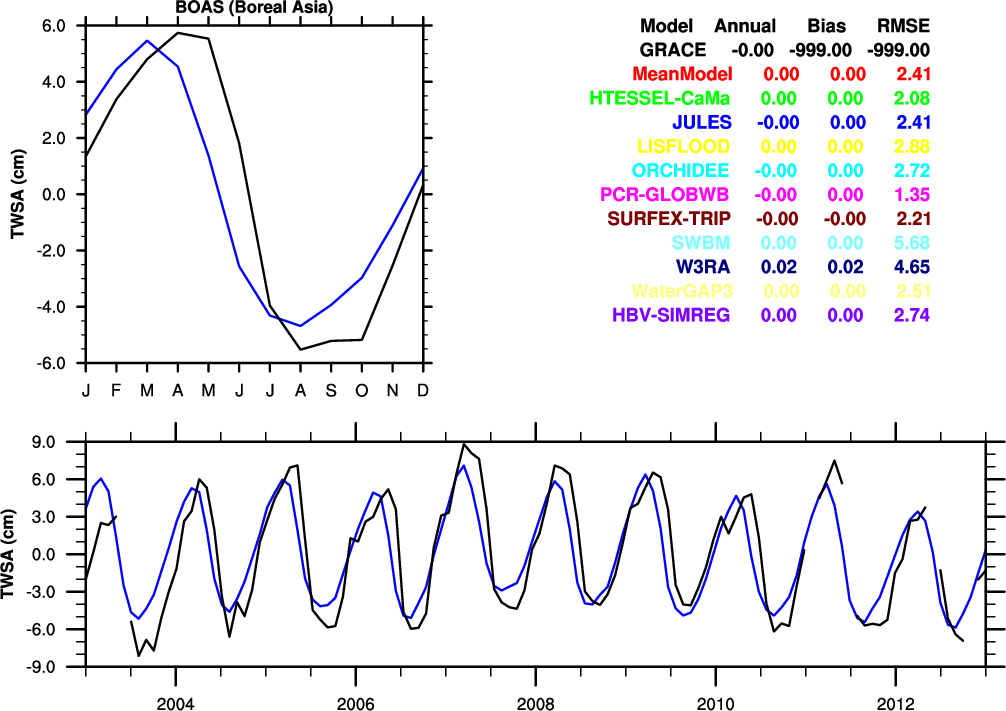 BOAS (Boreal Asia)
6.0
4.0
2.0
0.0
-2.0
-4.0
-6.0
TWSA (cm)
J F M A M J J A S O N D
Model Annual Bias RMSE
GRACE -0.00 -999.00 -999.00
MeanModel 0.00 0.00 2.41
HTESSEL-CaMa 0.00 0.00 2.08
JULES -0.00 0.00 2.41
LISFLOOD 0.00 0.00 2.88
ORCHIDEE -0.00 0.00 2.72
PCR-GLOBWB -0.00 0.00 1.35
SURFEX-TRIP -0.00 -0.00 2.21
SWBM 0.00 0.00 5.68
W3RA 0.02 0.02 4.65
WaterGAP3 0.00 0.00 2.51
HBV-SIMREG 0.00 0.00 2.74
9.0
6.0
3.0
0.0
-3.0
-6.0
-9.0
TWSA (cm)
2004 2006 2008 2010 2012